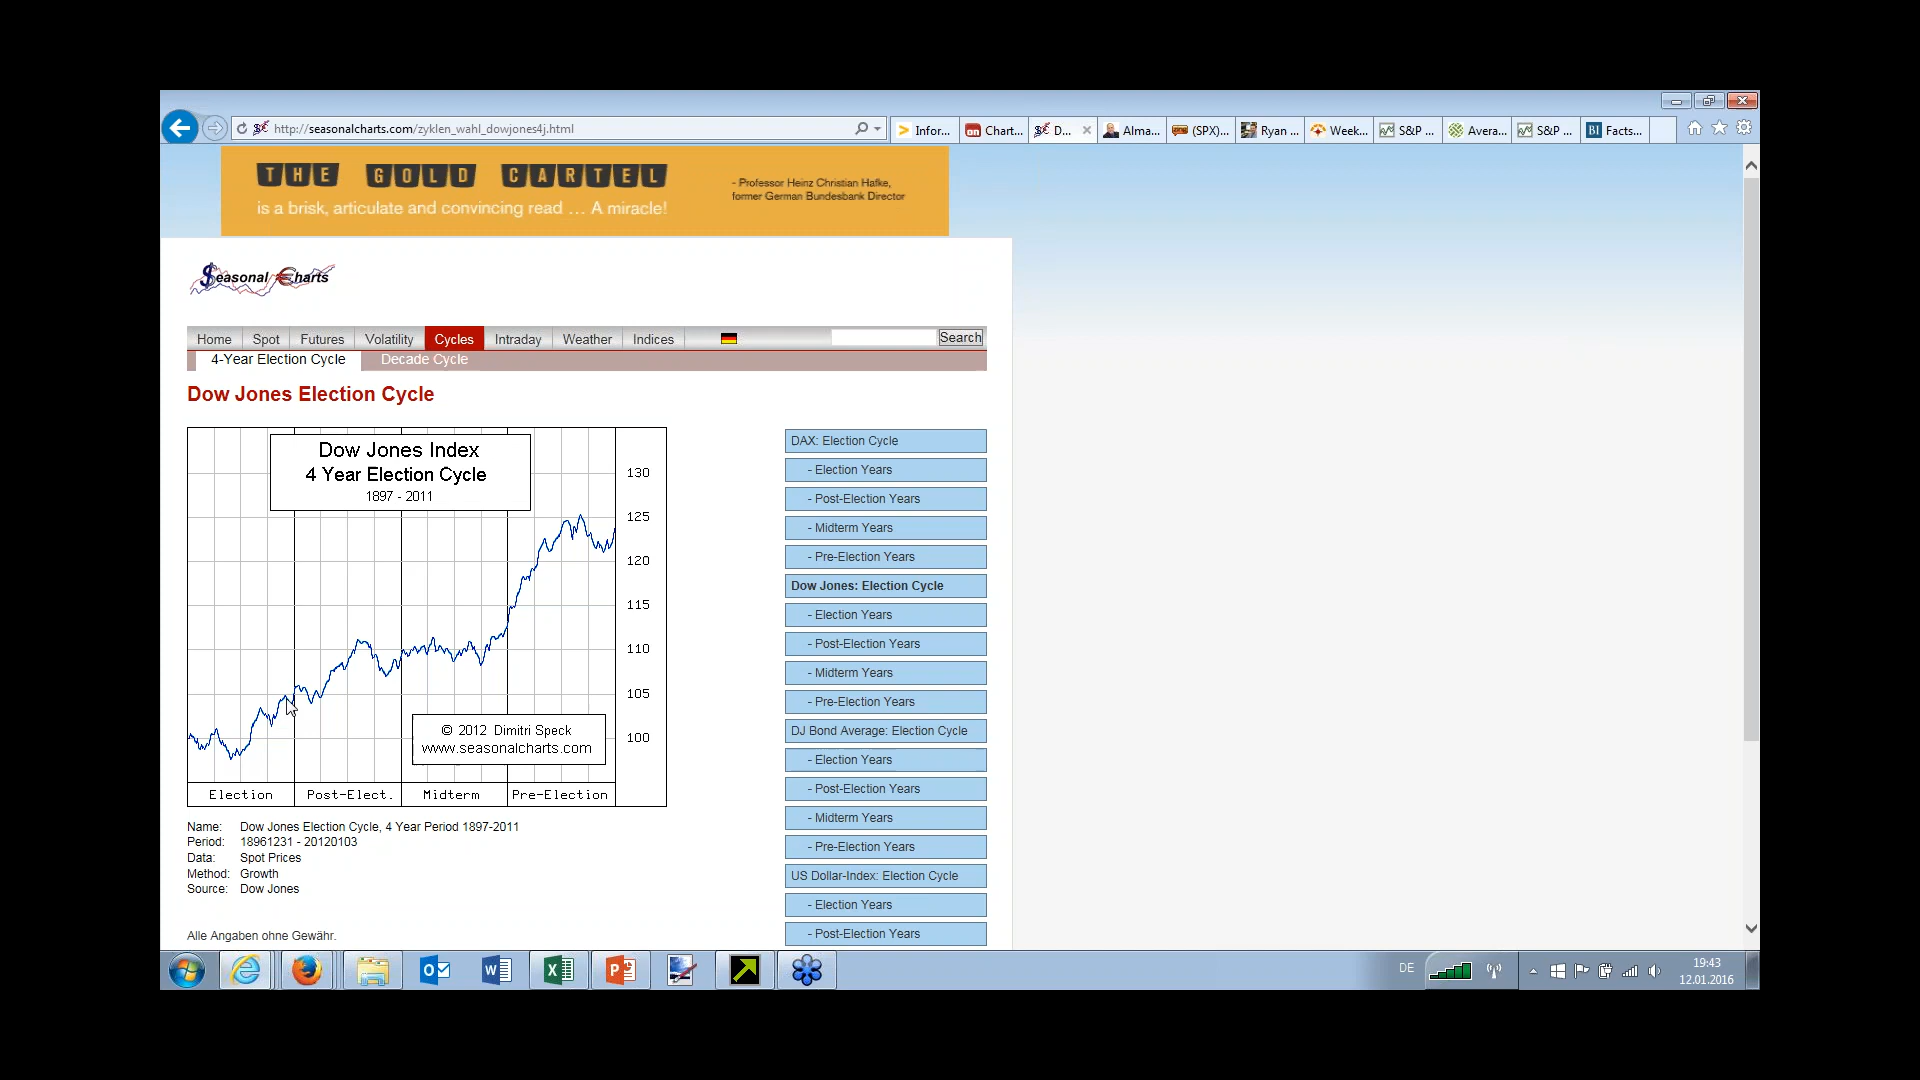 http://seasonalcharts.com/zyklen_wahl_dowjones4j.html
Infor...
Chart...
D...
Alma...
(SPX)...
Ryan ...
Week...
S&P ...
Avera...
S&P ...
BI Facts...
THE GOLD CARTEL
is a brisk, articulate and convincing read ... A miracle!
- Professor Heinz Christian Hafke,
former German Bundesbank Director
$easonal €harts
Home
Spot
Futures
Volatility
Cycles
Intraday
Weather
Indices
Search
4-Year Election Cycle
Decade Cycle
Dow Jones Election Cycle
Dow Jones Index
4 Year Election Cycle
1897 - 2011
130
125
120
115
110
105
100
© 2012 Dimitri Speck
www.seasonalcharts.com
Election
Post-Elect.
Midterm
Pre-Election
Name: Dow Jones Election Cycle, 4 Year Period 1897-2011
Period: 18961231 - 20120103
Data: Spot Prices
Method: Growth
Source: Dow Jones
Alle Angaben ohne Gewähr.
DAX: Election Cycle
- Election Years
- Post-Election Years
- Midterm Years
- Pre-Election Years
Dow Jones: Election Cycle
- Election Years
- Post-Election Years
- Midterm Years
- Pre-Election Years
DJ Bond Average: Election Cycle
- Election Years
- Post-Election Years
- Midterm Years
- Pre-Election Years
US Dollar-Index: Election Cycle
- Election Years
- Post-Election Years
DE
19:43
12.01.2016